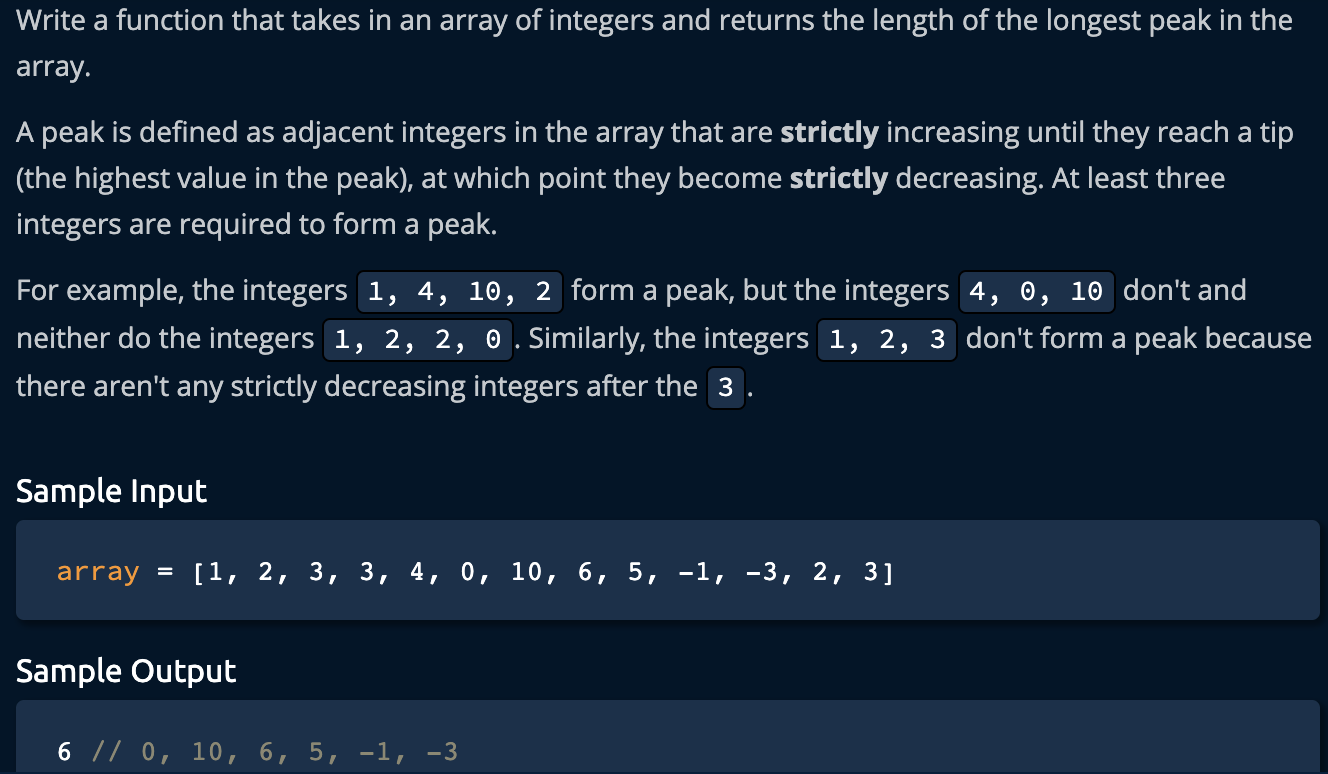 Write a function that takes in an array of integers and returns the length of the longest peak in the
array.
A peak is defined as adjacent integers in the array that are strictly increasing until they reach a tip
(the highest value in the peak), at which point they become strictly decreasing. At least three
integers are required to form a peak.
For example, the integers 1, 4, 10, 2 form a peak, but the integers 4, 0, 10 don't and
neither do the integers 1, 2, 2, 0. Similarly, the integers 1, 2, 3 don't form a peak because
there aren't any strictly decreasing integers after the 3.
Sample Input
array = [1, 2, 3, 3, 4, 0, 10, 6, 5, -1, -3, 2, 3]
Sample Output
6 // 0, 10, 6, 5, -1, -3